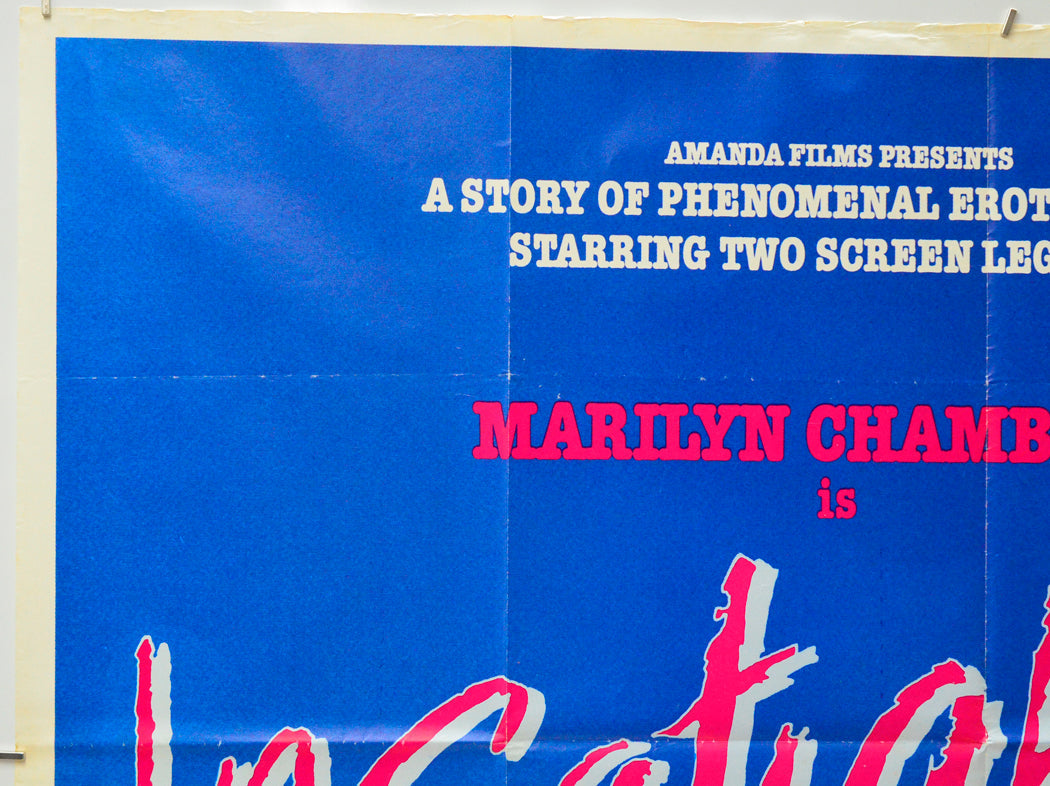 AMANDA FILMS PRESENTS
A STORY OF PHENOMENAL EROT
STARRING TWO SCREEN LEG
MARILYN CHAMB
is